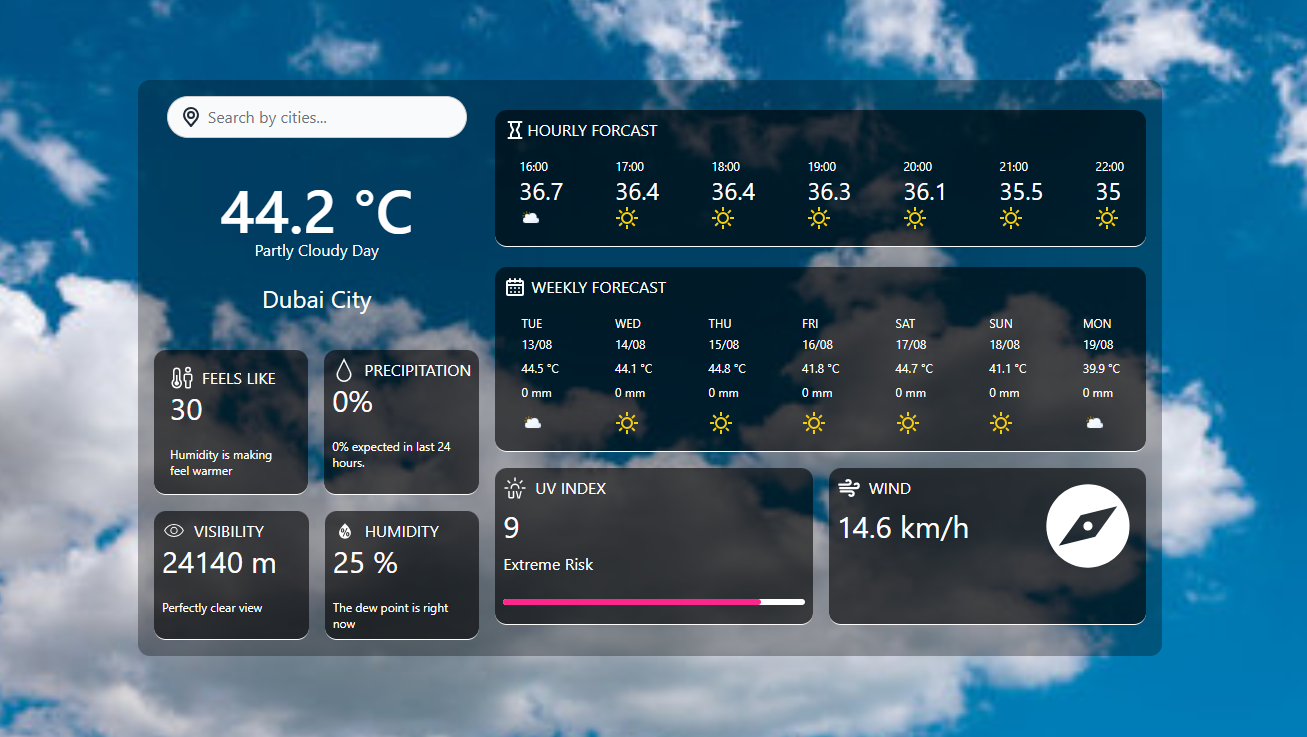 Search by cities...
44.2 °C
Partly Cloudy Day
Dubai City
FEELS LIKE
30
Humidity is making
feel warmer
PRECIPITATION
0%
0% expected in last 24
hours.
VISIBILITY
24140 m
Perfectly clear view
HUMIDITY
25 %
The dew point is right
now
HOURLY FORCAST
16:00 17:00 18:00 19:00 20:00 21:00 22:00
36.7 36.4 36.4 36.3 36.1 35.5 35
WEEKLY FORECAST
TUE WED THU FRI SAT SUN MON
13/08 14/08 15/08 16/08 17/08 18/08 19/08
44.5 °C 44.1 °C 44.8 °C 41.8 °C 44.7 °C 41.1 °C 39.9 °C
0 mm 0 mm 0 mm 0 mm 0 mm 0 mm 0 mm
UV UV INDEX
9
Extreme Risk
WIND
14.6 km/h